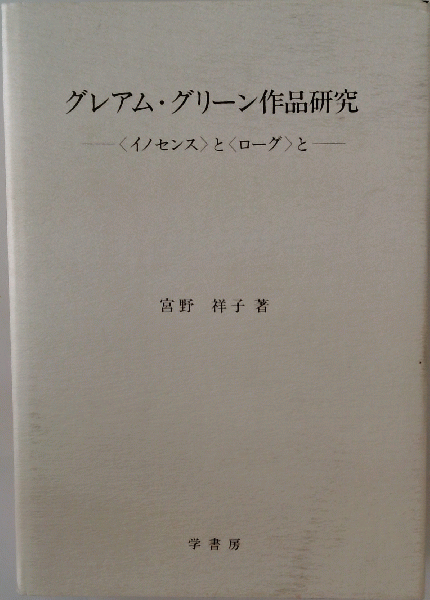 グレアム・グリーン作品研究
──〈イノセンス〉と〈ローグ〉と──
宮野 祥子 著
学書房